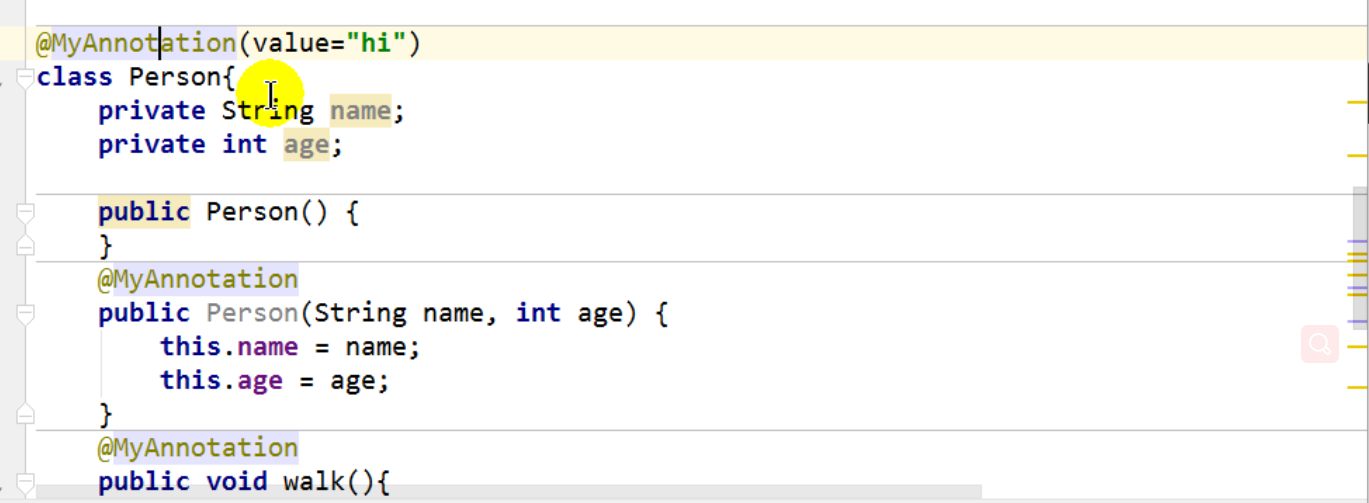 @MyAnnotation(value="hi")
class Person{
    private String name;
    private int age;
    public Person() {
    }
    @MyAnnotation
    public Person(String name, int age) {
        this.name = name;
        this.age = age;
    }
    @MyAnnotation
    public void walk(){